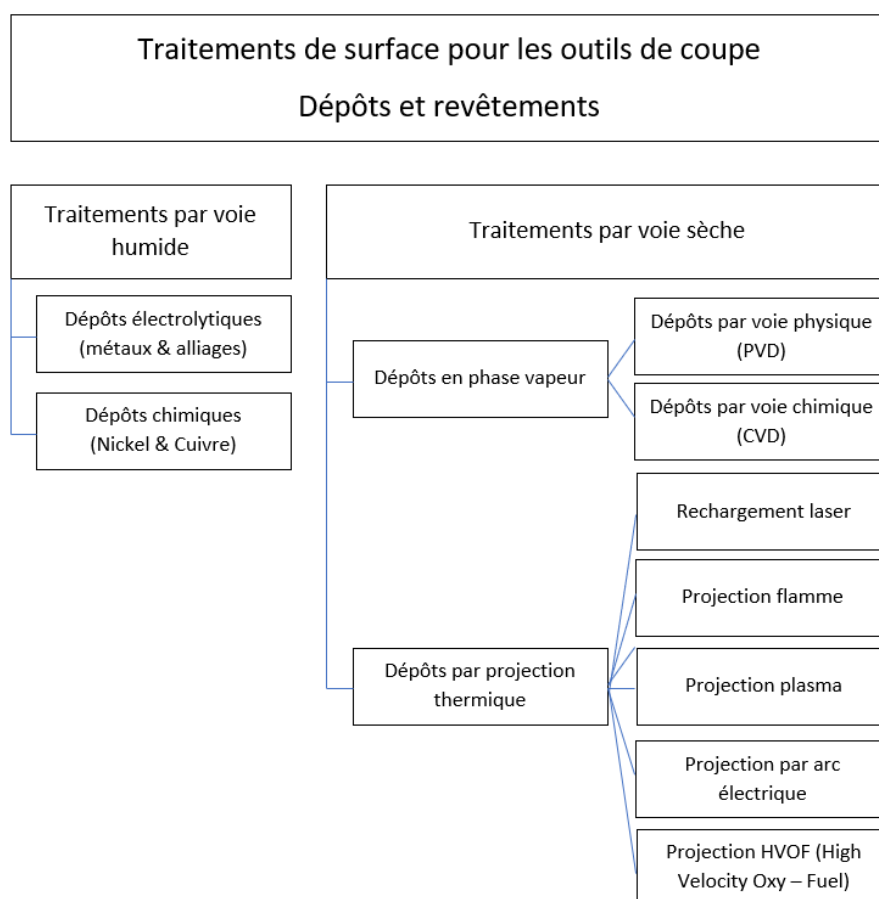 Traitements de surface pour les outils de coupe
Dépôts et revêtements
Traitements par voie
humide
Dépôts électrolytiques
(métaux & alliages)
Dépôts chimiques
(Nickel & Cuivre)
Traitements par voie sèche
Dépôts en phase vapeur
Dépôts par voie physique
(PVD)
Dépôts par voie chimique
(CVD)
Dépôts par projection
thermique
Rechargement laser
Projection flamme
Projection plasma
Projection par arc
électrique
Projection HVOF (High
Velocity Oxy – Fuel)